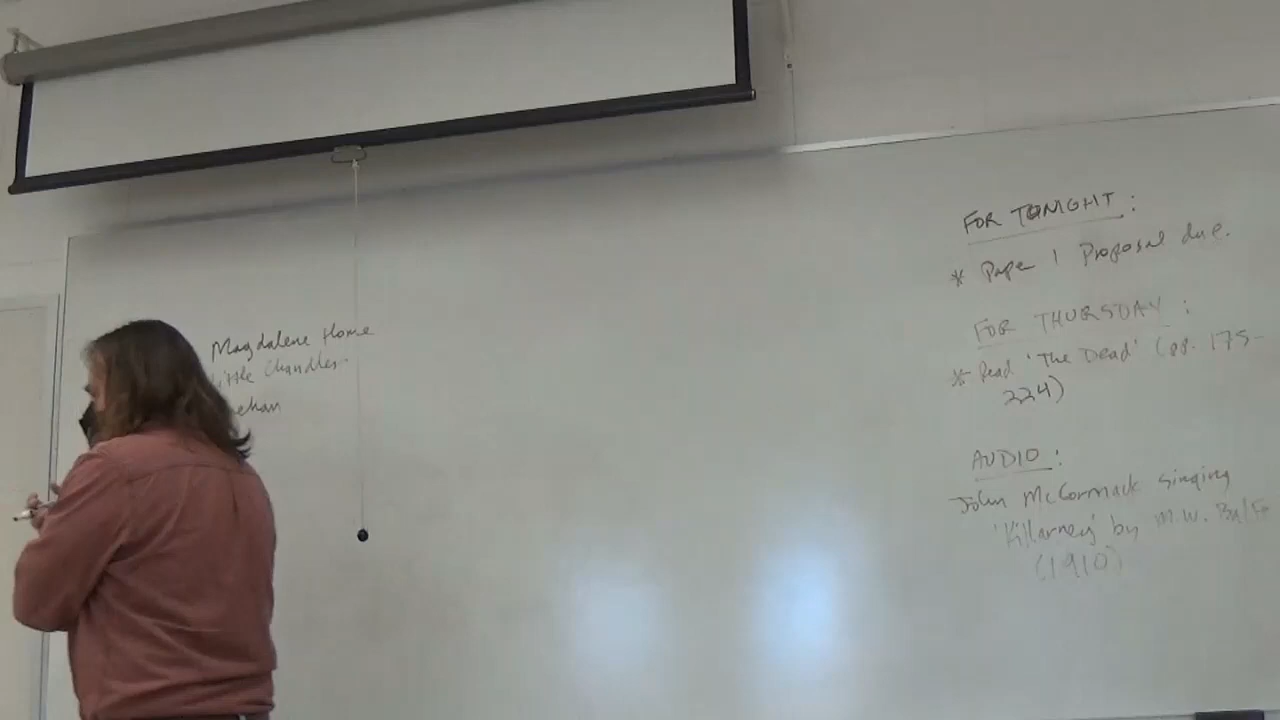 Magdalene Home
Little Chandler
FOR TONIGHT:
* Paper 1 Proposal due.
FOR THURSDAY:
* Read 'The Dead' (pp. 175-
224)
AUDIO:
John McCormack singing
'Killarney' by M.W. Balfe
(1910)